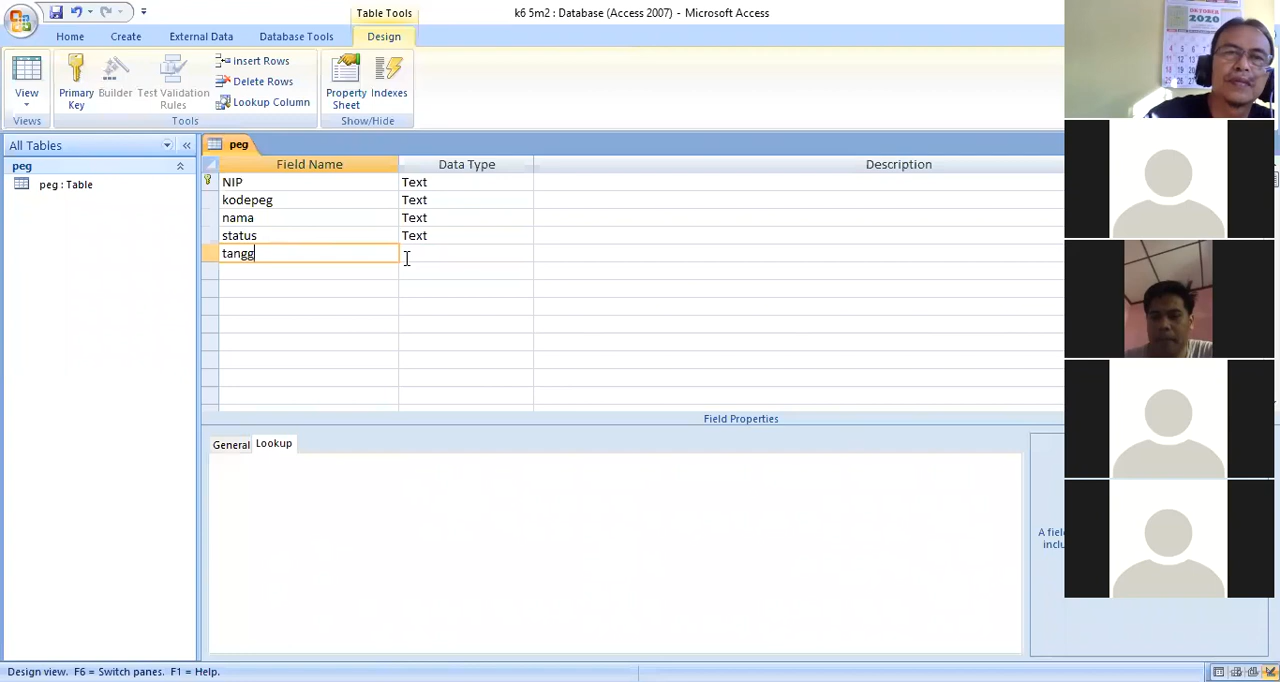 Table Tools
k6 5m2 : Database (Access 2007) - Microsoft Access
Home
Create
External Data
Database Tools
Design
View
Primary Key
Builder
Test Validation Rules
Insert Rows
Delete Rows
Lookup Column
Property Sheet
Indexes
Views
Tools
Show/Hide
All Tables
peg
peg : Table
peg
Field Name Data Type Description
NIP Text
kodepeg Text
nama Text
status Text
tangg
Field Properties
General Lookup
A fiel
inclu
Design view. F6 = Switch panes. F1 = Help.
OKTOBER
2020